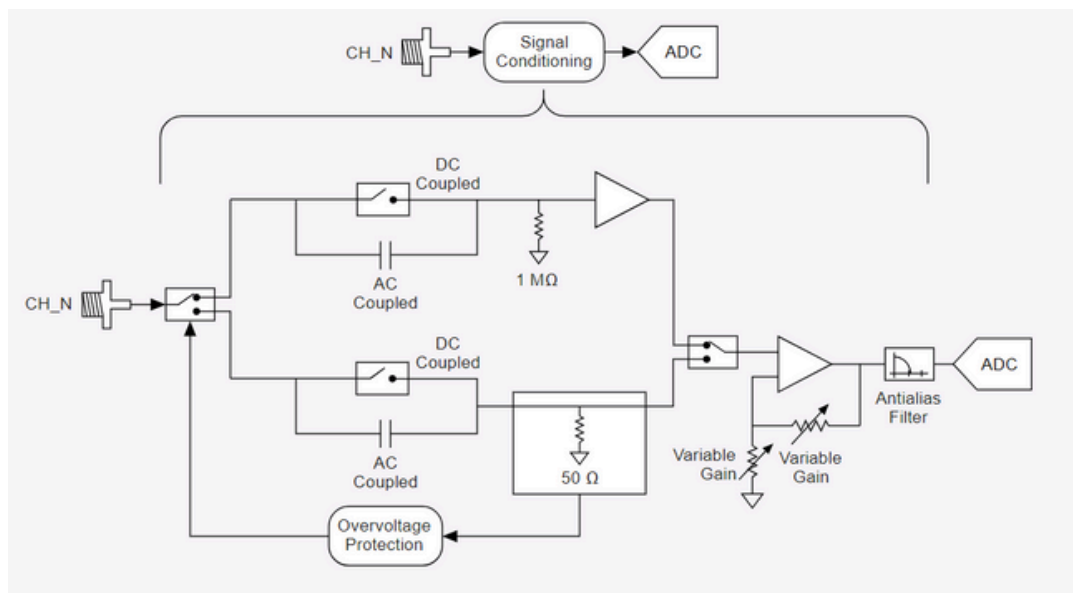 CH_N
Signal
Conditioning
ADC
DC
Coupled
AC
Coupled
1 MΩ
CH_N
DC
Coupled
AC
Coupled
50 Ω
Overvoltage
Protection
Variable
Gain
Variable
Gain
Antialias
Filter
ADC